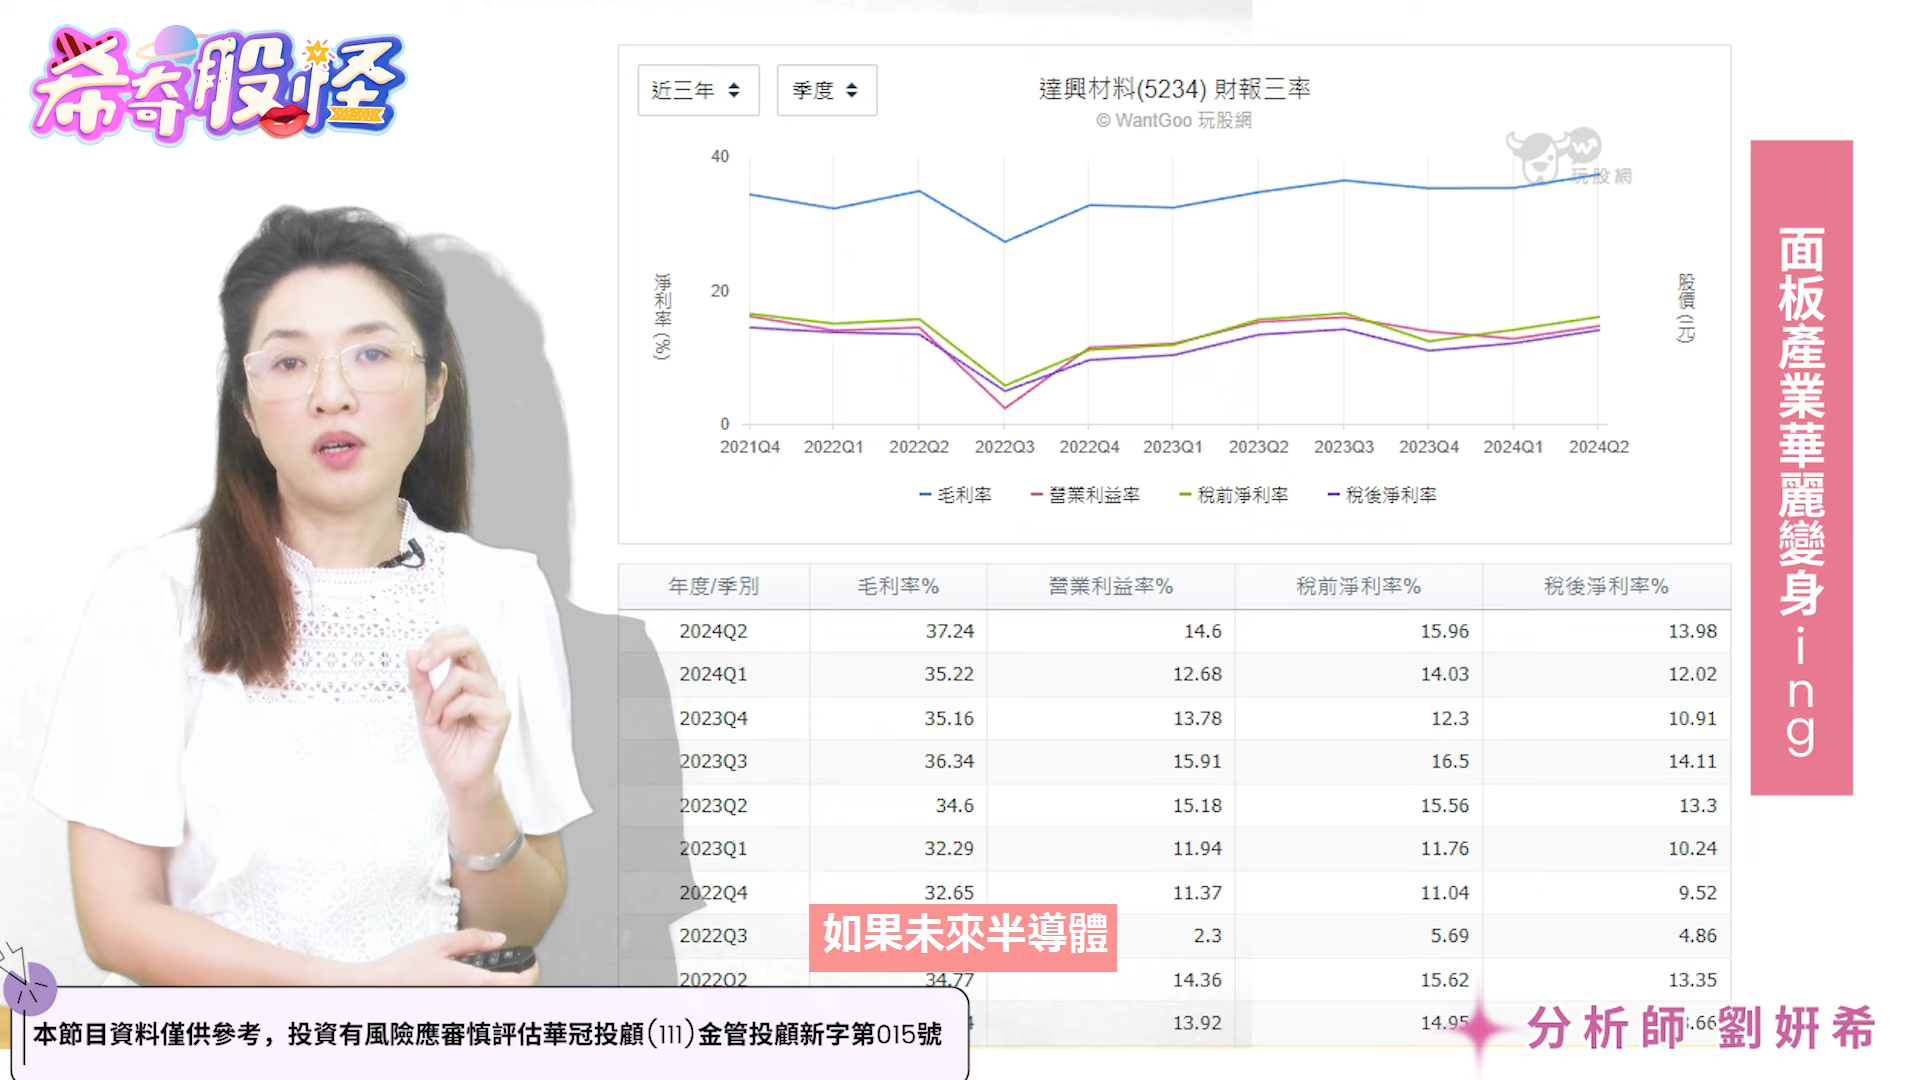 希奇股怪
近三年
季度
達興材料(5234) 財報三率
© WantGoo 玩股網
玩股網
40
20
0
淨利率(%)
股價(元)
2021Q4 2022Q1 2022Q2 2022Q3 2022Q4 2023Q1 2023Q2 2023Q3 2023Q4 2024Q1 2024Q2
毛利率 營業利益率 稅前淨利率 稅後淨利率
年度/季別 毛利率% 營業利益率% 稅前淨利率% 稅後淨利率%
2024Q2 37.24 14.6 15.96 13.98
2024Q1 35.22 12.68 14.03 12.02
2023Q4 35.16 13.78 12.3 10.91
2023Q3 36.34 15.91 16.5 14.11
2023Q2 34.6 15.18 15.56 13.3
2023Q1 32.29 11.94 11.76 10.24
2022Q4 32.65 11.37 11.04 9.52
2022Q3 2.3 5.69 4.86
2022Q2 34.77 14.36 15.62 13.35
13.92 14.95
面板產業華麗變身ing
如果未來半導體
本節目資料僅供參考，投資有風險應審慎評估華冠投顧(111)金管投顧新字第015號
分析師 劉妍希